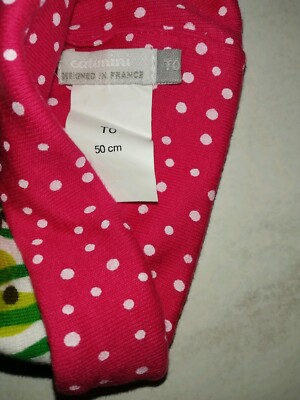 catimini
DESIGNED IN FRANCE
T0
T0
50 cm